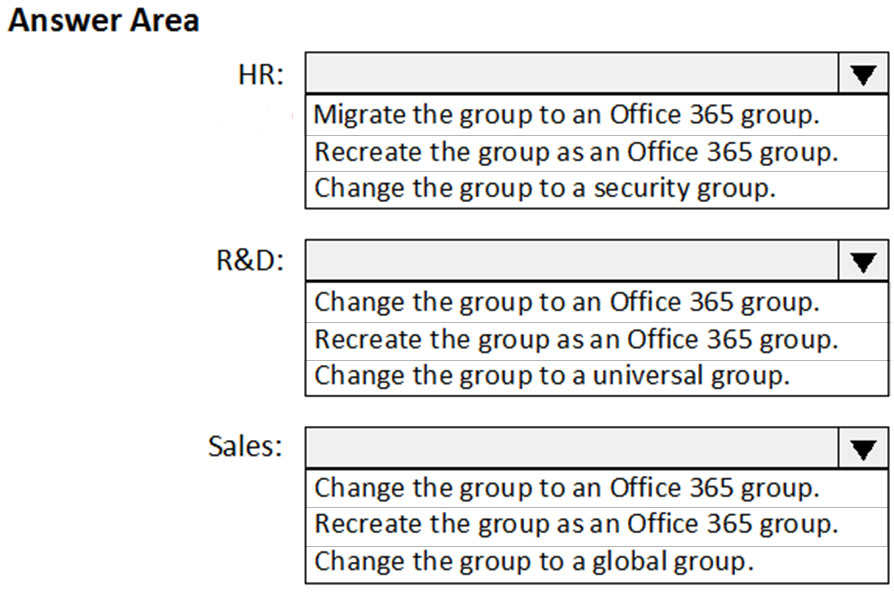 Answer Area
HR:
Migrate the group to an Office 365 group.
Recreate the group as an Office 365 group.
Change the group to a security group.
R&D:
Change the group to an Office 365 group.
Recreate the group as an Office 365 group.
Change the group to a universal group.
Sales:
Change the group to an Office 365 group.
Recreate the group as an Office 365 group.
Change the group to a global group.